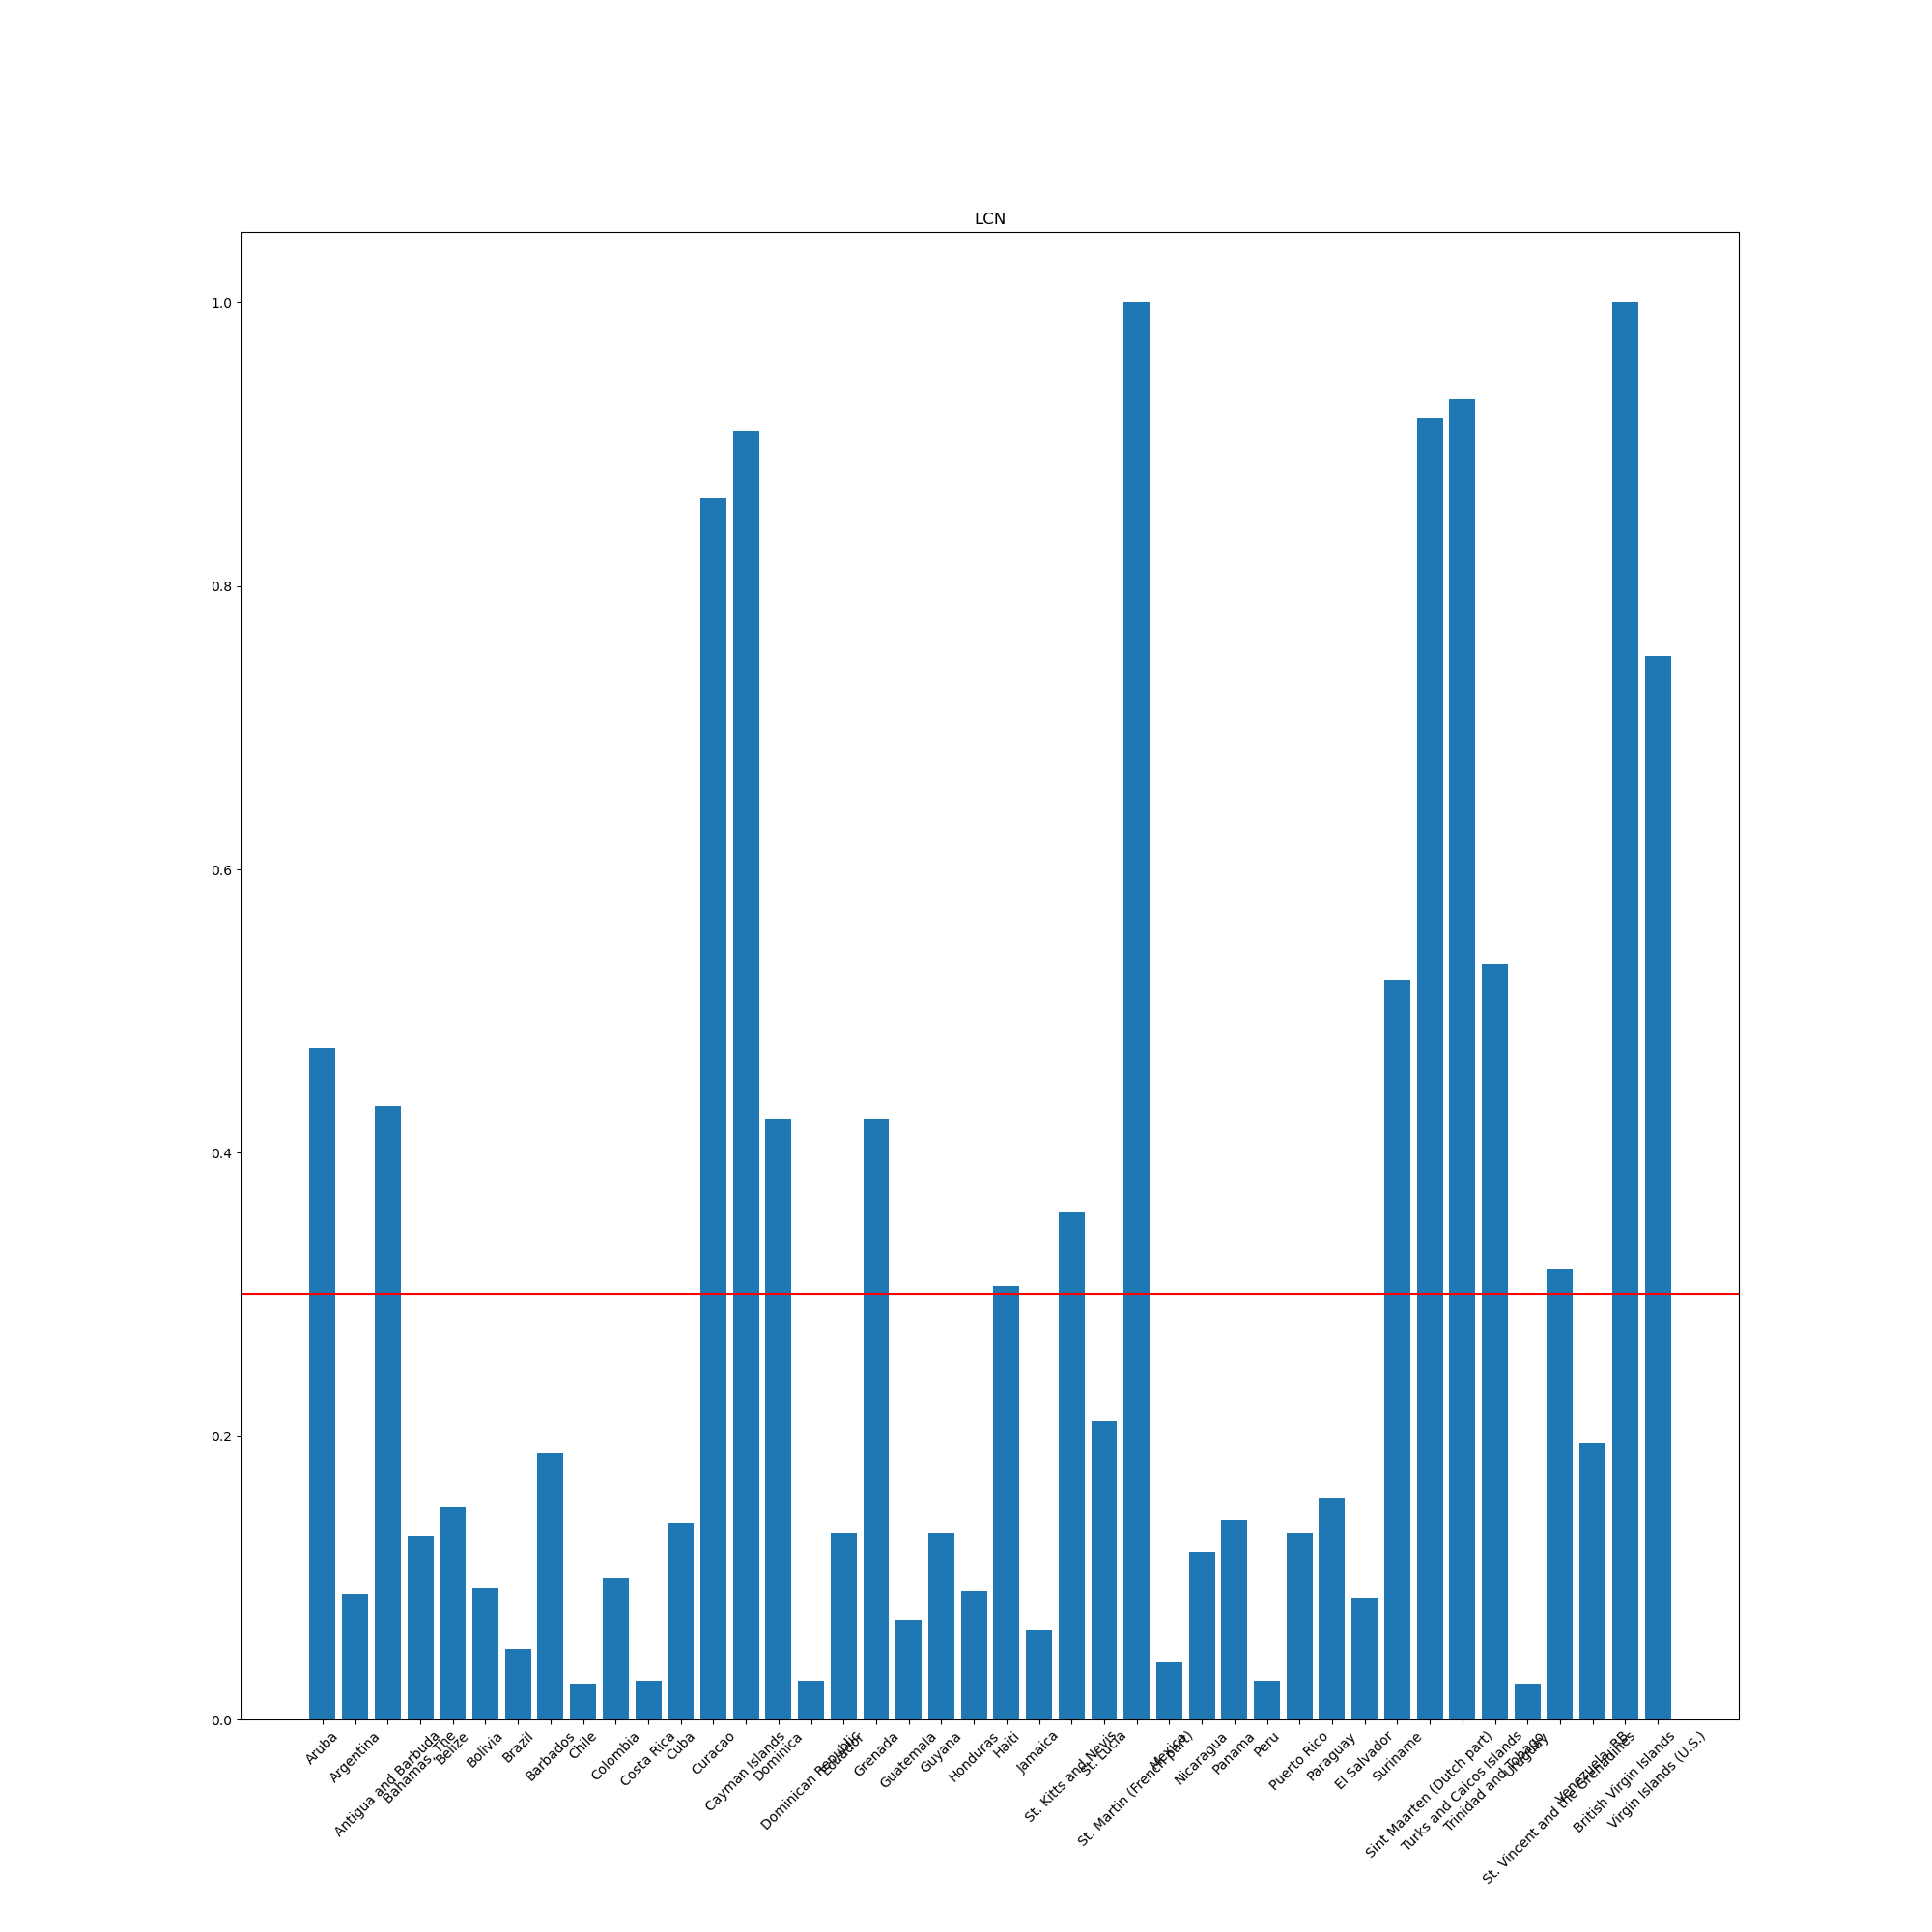 LCN
1.0
0.8
0.6
0.4
0.2
0.0
Aruba
Argentina
Antigua and Barbuda
Bahamas, The
Belize
Bolivia
Brazil
Barbados
Chile
Colombia
Costa Rica
Cuba
Curacao
Cayman Islands
Dominica
Dominican Republic
Ecuador
Grenada
Guatemala
Guyana
Honduras
Haiti
Jamaica
St. Kitts and Nevis
St. Lucia
St. Martin (French part)
Mexico
Nicaragua
Panama
Peru
Puerto Rico
Paraguay
El Salvador
Suriname
Sint Maarten (Dutch part)
Turks and Caicos Islands
Trinidad and Tobago
Uruguay
St. Vincent and the Grenadines
Venezuela, RB
British Virgin Islands
Virgin Islands (U.S.)